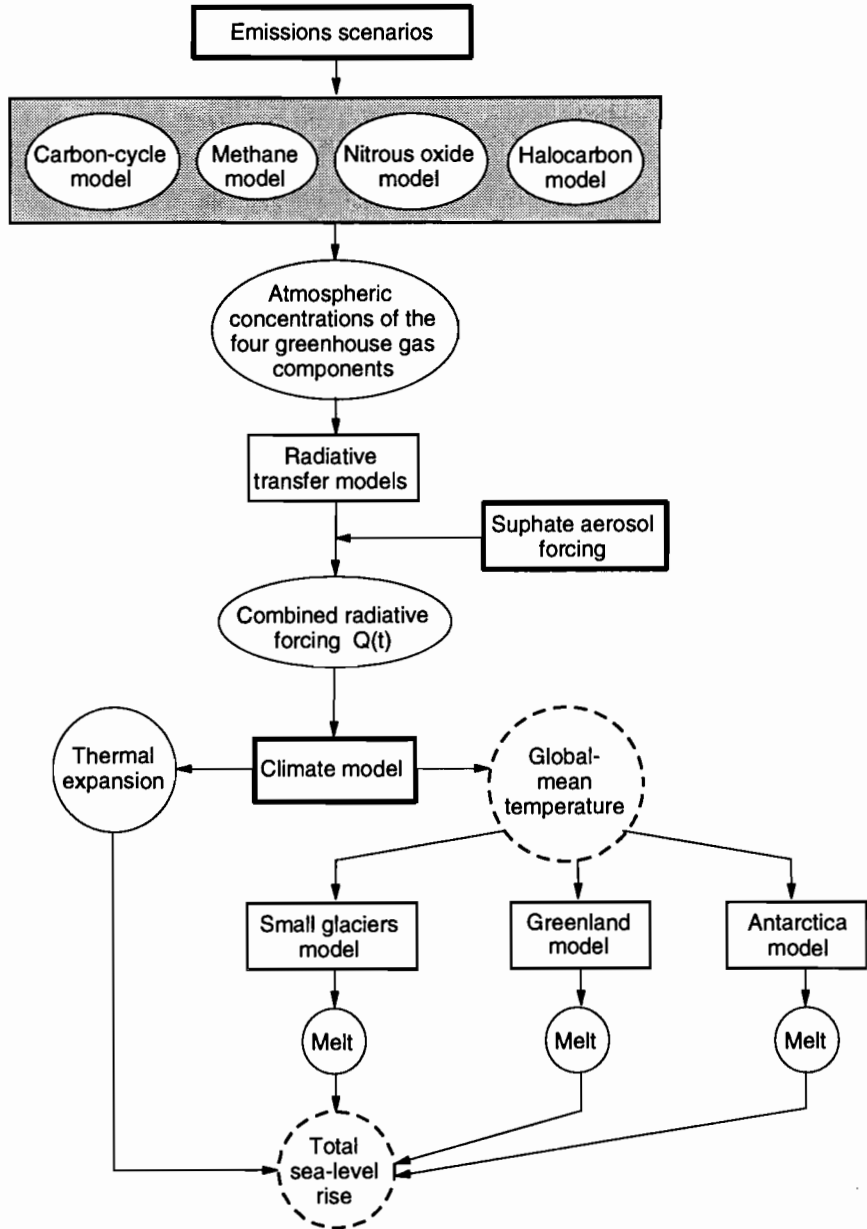 Emissions scenarios
Carbon-cycle
model
Methane
model
Nitrous oxide
model
Halocarbon
model
Atmospheric
concentrations of the
four greenhouse gas
components
Radiative
transfer models
Suphate aerosol
forcing
Combined radiative
forcing Q(t)
Thermal
expansion
Climate model
Global-
mean
temperature
Small glaciers
model
Greenland
model
Antarctica
model
Melt
Melt
Melt
Total
sea-level
rise